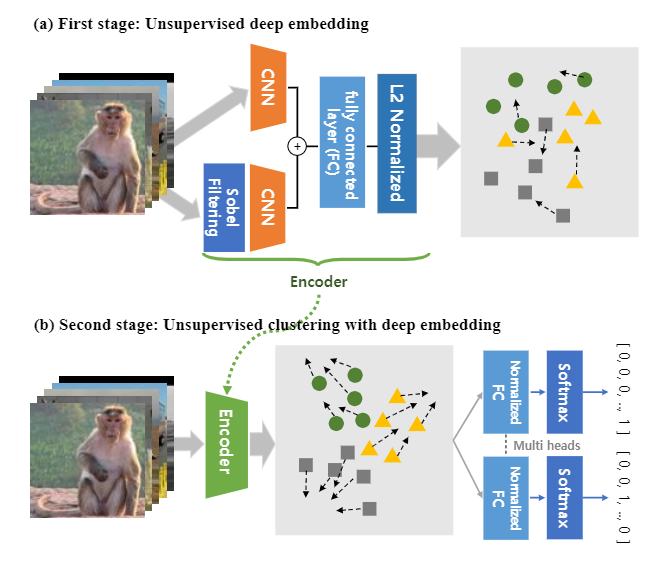 (a) First stage: Unsupervised deep embedding
CNN
Sobel
Filtering
CNN
+
fully connected
layer (FC)
L2 Normalized
Encoder
(b) Second stage: Unsupervised clustering with deep embedding
Encoder
Normalized
FC
Softmax
[ 0, 0, 0, .., 1 ]
Multi heads
Normalized
FC
Softmax
[ 0, 0, 1, .., 0 ]